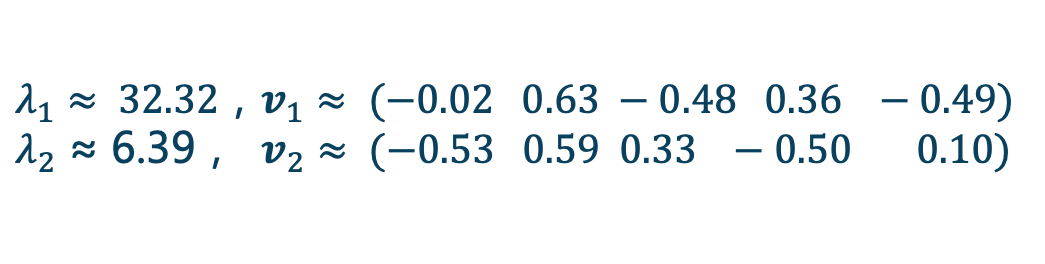 λ₁ ≈ 32.32 , v₁ ≈ (−0.02 0.63 − 0.48 0.36 − 0.49)
λ₂ ≈ 6.39 , v₂ ≈ (−0.53 0.59 0.33 − 0.50 0.10)